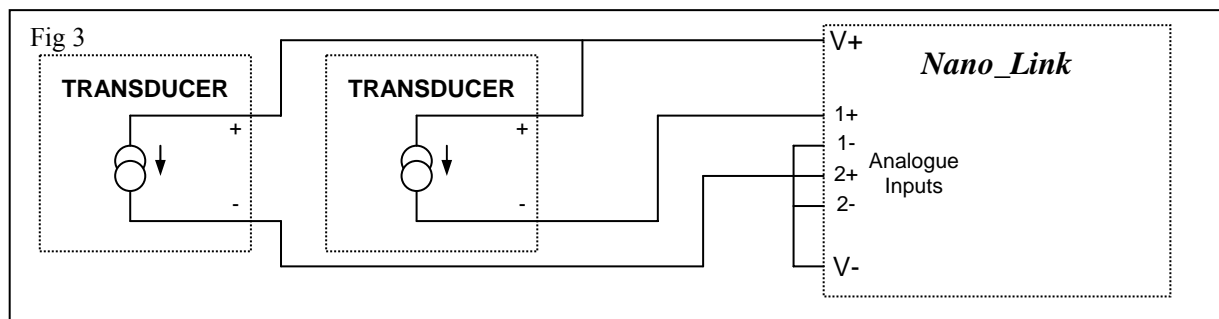 Fig 3
TRANSDUCER
+
-
TRANSDUCER
+
-
Nano_Link
V+
1+
1-
2+
2-
V-
Analogue
Inputs